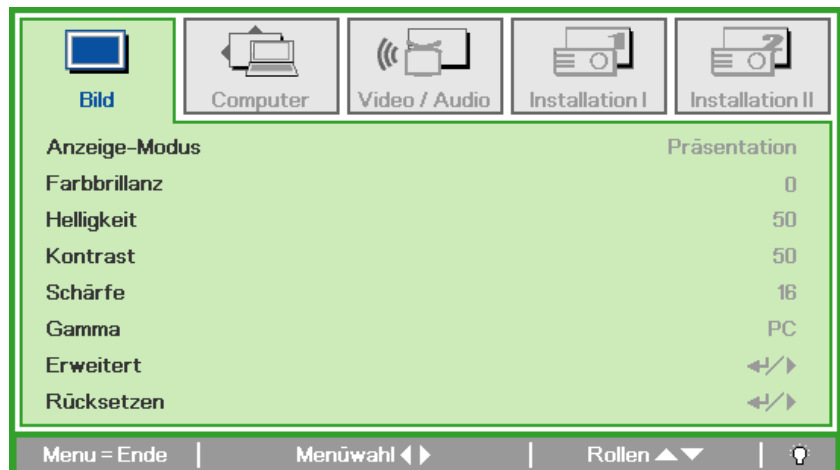 Bild Computer Video / Audio Installation I Installation II
Anzeige-Modus Präsentation
Farbbrillanz 0
Helligkeit 50
Kontrast 50
Schärfe 16
Gamma PC
Erweitert ↵/▶
Rücksetzen ↵/▶
Menu = Ende | Menüwahl ◀▶ | Rollen ▲▼ |